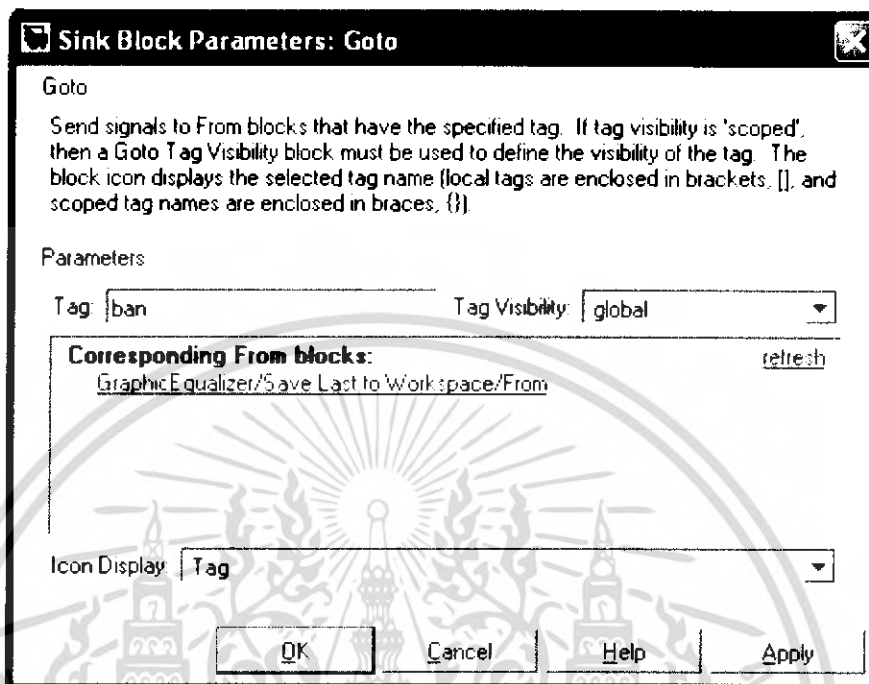 Sink Block Parameters: Goto
Goto
Send signals to From blocks that have the specified tag. If tag visibility is 'scoped',
then a Goto Tag Visibility block must be used to define the visibility of the tag. The
block icon displays the selected tag name (local tags are enclosed in brackets, [], and
scoped tag names are enclosed in braces, {}).
Parameters
Tag: ban Tag Visibility: global
Corresponding From blocks: refresh
GraphicEqualizer/Save Last to Workspace/From
Icon Display: Tag
OK Cancel Help Apply